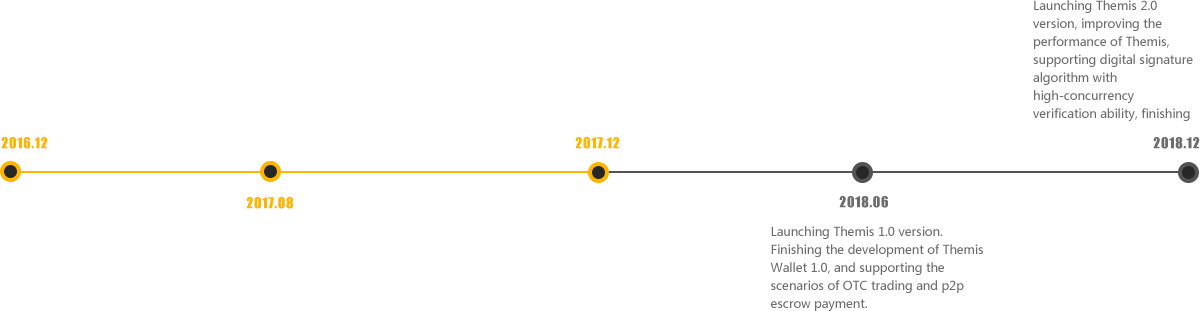 Launching Themis 2.0
version, improving the
performance of Themis,
supporting digital signature
algorithm with
high-concurrency
verification ability, finishing
2016.12
2017.12
2018.12
2017.08
2018.06
Launching Themis 1.0 version.
Finishing the development of Themis
Wallet 1.0, and supporting the
scenarios of OTC trading and p2p
escrow payment.